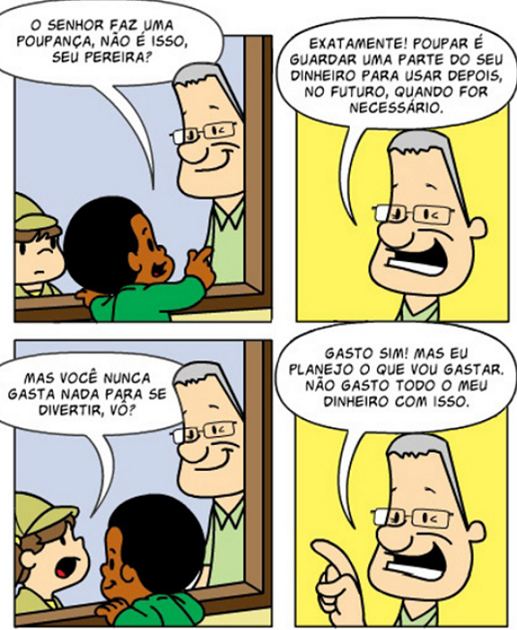 O SENHOR FAZ UMA
POUPANÇA, NÃO É ISSO,
SEU PEREIRA?
EXATAMENTE! POUPAR É
GUARDAR UMA PARTE DO SEU
DINHEIRO PARA USAR DEPOIS,
NO FUTURO, QUANDO FOR
NECESSÁRIO.
MAS VOCÊ NUNCA
GASTA NADA PARA SE
DIVERTIR, VÔ?
GASTO SIM! MAS EU
PLANEJO O QUE VOU GASTAR.
NÃO GASTO TODO O MEU
DINHEIRO COM ISSO.